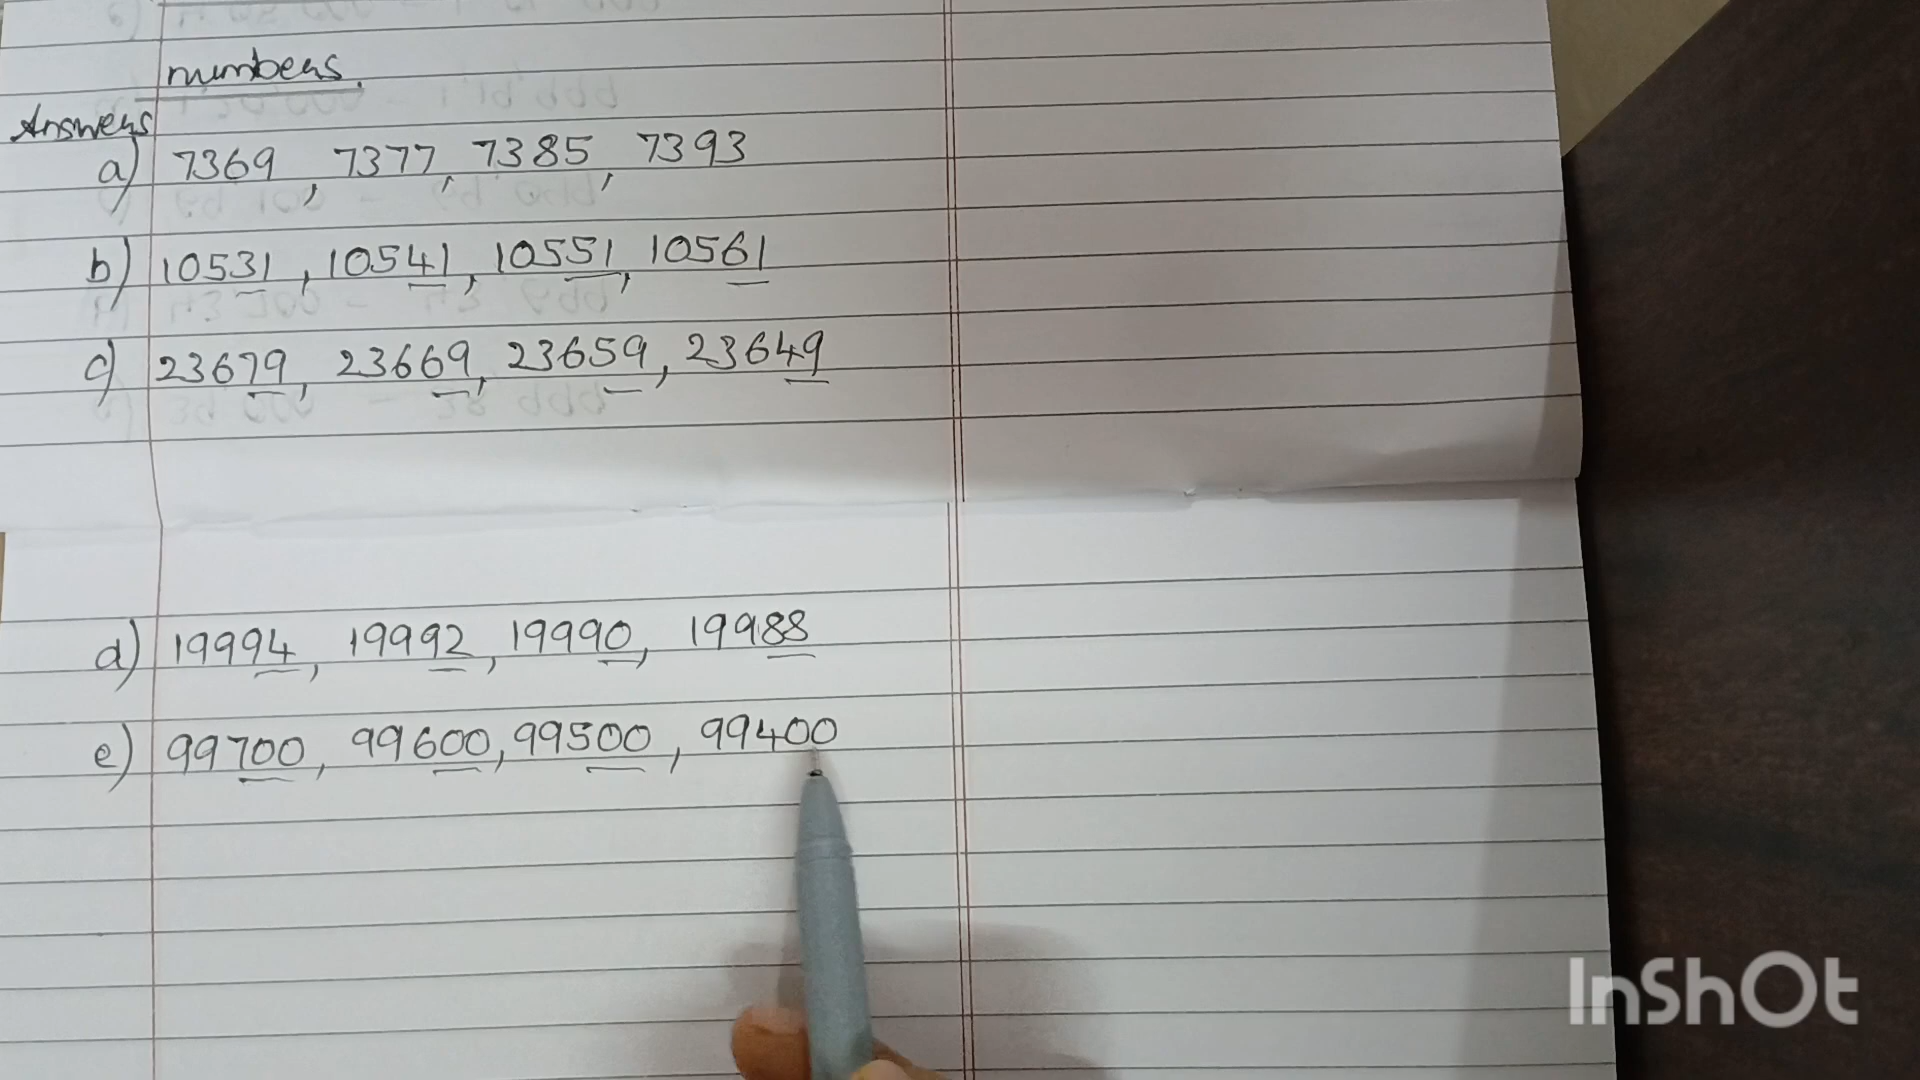 numbers.
Answers
a) 7369, 7377, 7385, 7393
b) 10531, 10541, 10551, 10561
c) 23679, 23669, 23659, 23649
d) 19994, 19992, 19990, 19988
e) 99700, 99600, 99500, 99400
InShOt